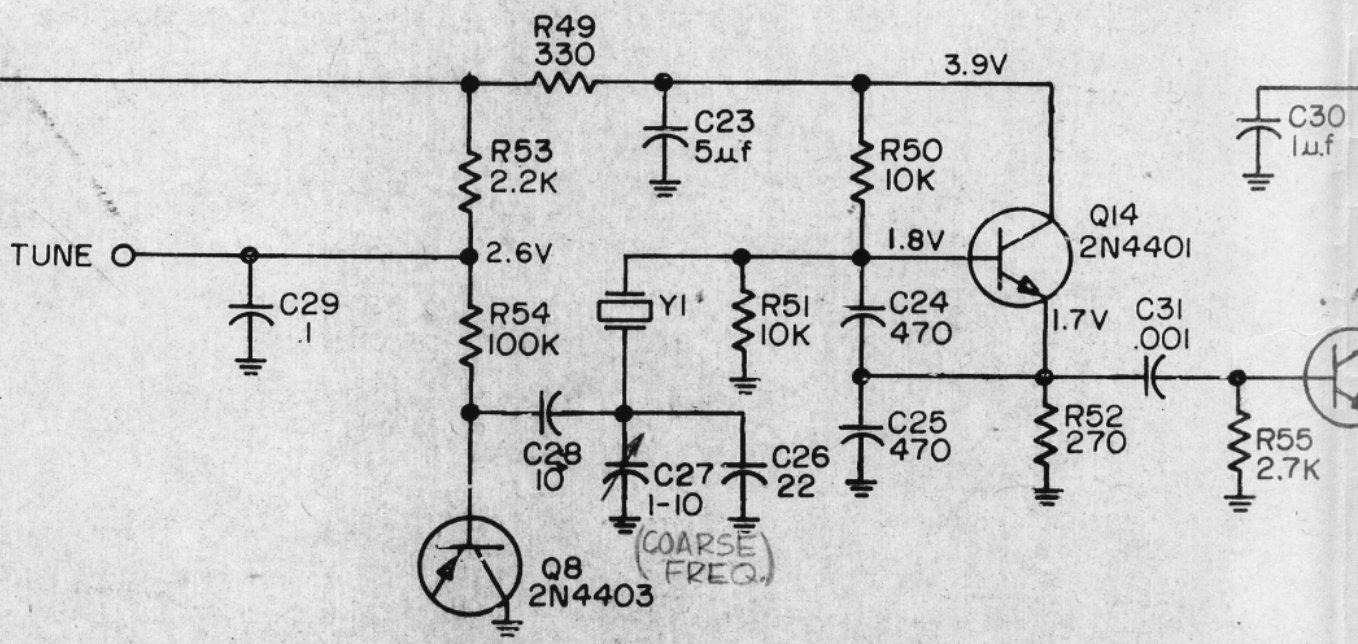 R49
330
3.9V
C23
5µf
C30
1µf
R53
2.2K
R50
10K
TUNE
2.6V
1.8V
Q14
2N4401
C29
.1
R54
100K
Y1
R51
10K
C24
470
1.7V
C31
.001
C28
10
C27
1-10
C26
22
C25
470
R52
270
R55
2.7K
(COARSE
FREQ.)
Q8
2N4403